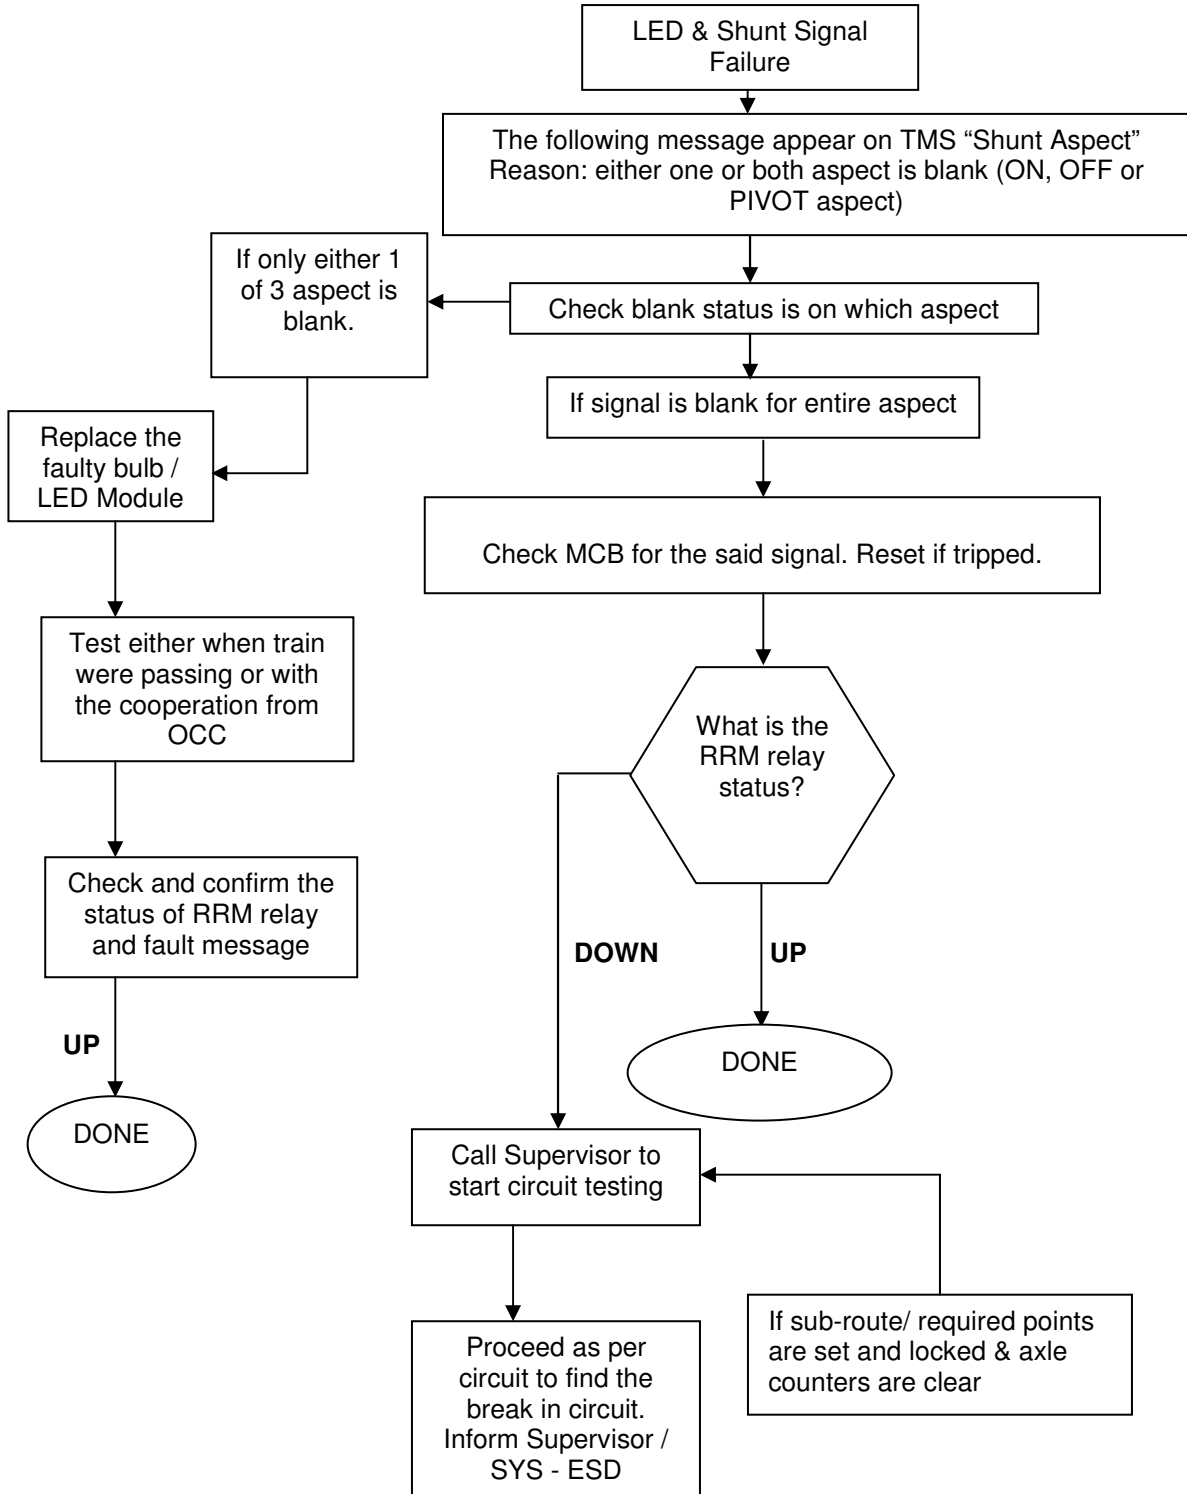 LED & Shunt Signal
Failure
The following message appear on TMS “Shunt Aspect”
Reason: either one or both aspect is blank (ON, OFF or
PIVOT aspect)
If only either 1
of 3 aspect is
blank.
Check blank status is on which aspect
If signal is blank for entire aspect
Replace the
faulty bulb /
LED Module
Check MCB for the said signal. Reset if tripped.
Test either when train
were passing or with
the cooperation from
OCC
What is the
RRM relay
status?
Check and confirm the
status of RRM relay
and fault message
DOWN
UP
UP
DONE
DONE
Call Supervisor to
start circuit testing
If sub-route/ required points
are set and locked & axle
counters are clear
Proceed as per
circuit to find the
break in circuit.
Inform Supervisor /
SYS - ESD